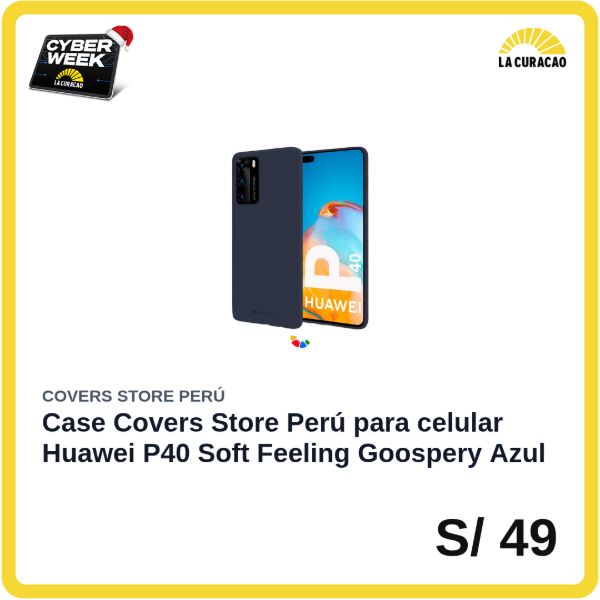 CYBER
WEEK
LA CURACAO
LA CURACAO
P
40
HUAWEI
COVERS STORE PERÚ
Case Covers Store Perú para celular
Huawei P40 Soft Feeling Goospery Azul
S/ 49